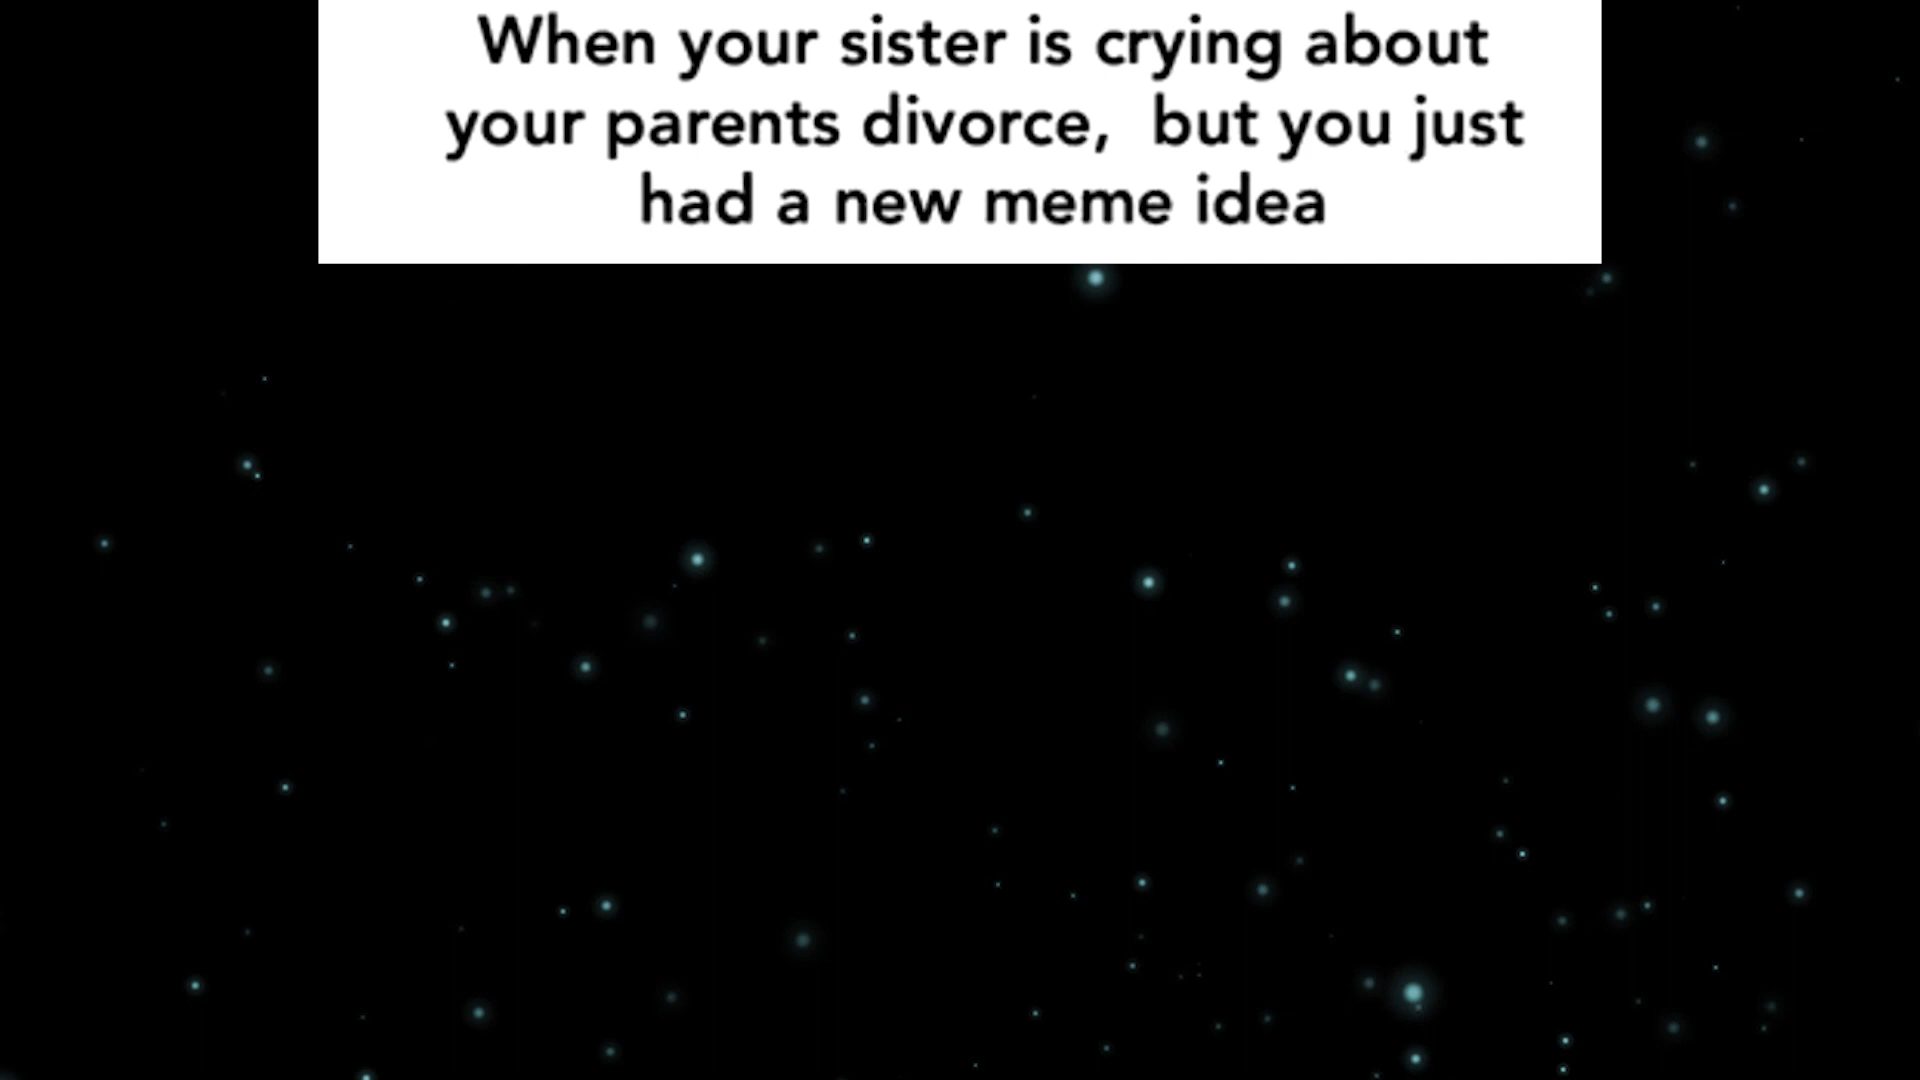 When your sister is crying about
your parents divorce,  but you just
had a new meme idea